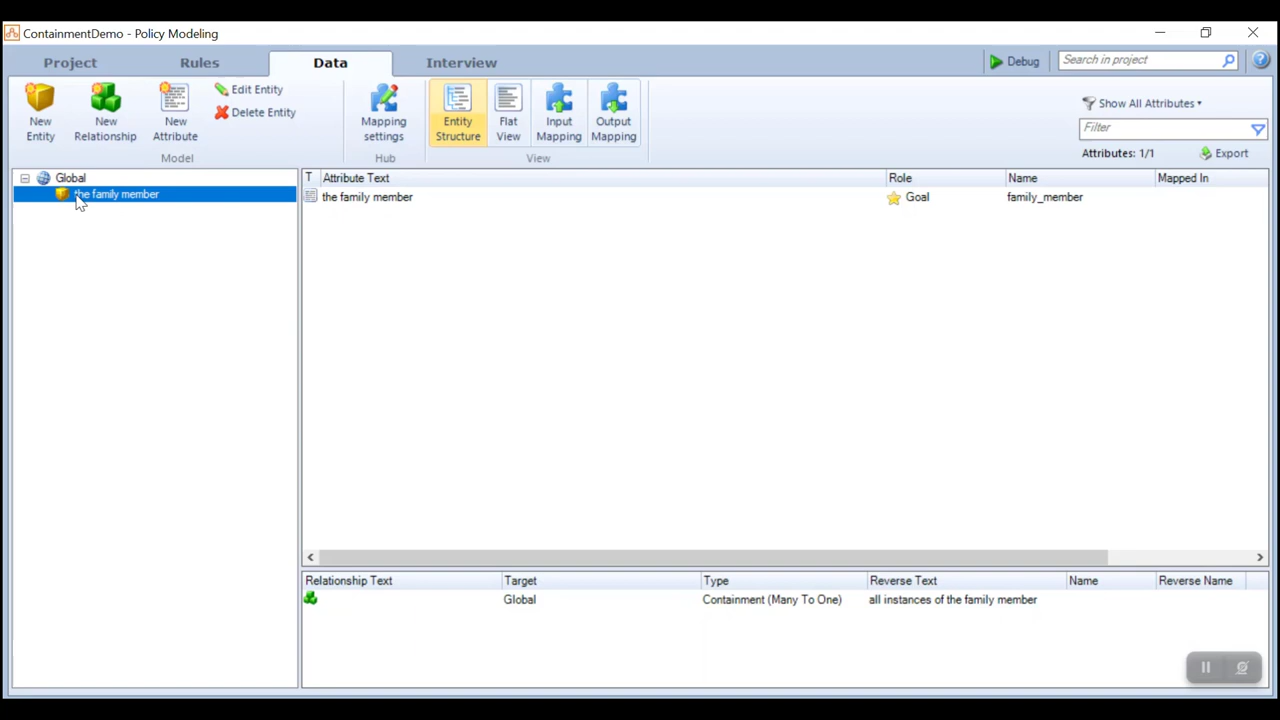 ContainmentDemo - Policy Modeling
Project Rules Data Interview Debug Search in project
New Entity
New Relationship
New Attribute
Edit Entity
Delete Entity
Model
Mapping settings
Hub
Entity Structure
Flat View
Input Mapping
Output Mapping
View
Show All Attributes
Filter
Attributes: 1/1 Export
Global
the family member
T Attribute Text Role Name Mapped In
the family member Goal family_member
Relationship Text Target Type Reverse Text Name Reverse Name
Global Containment (Many To One) all instances of the family member